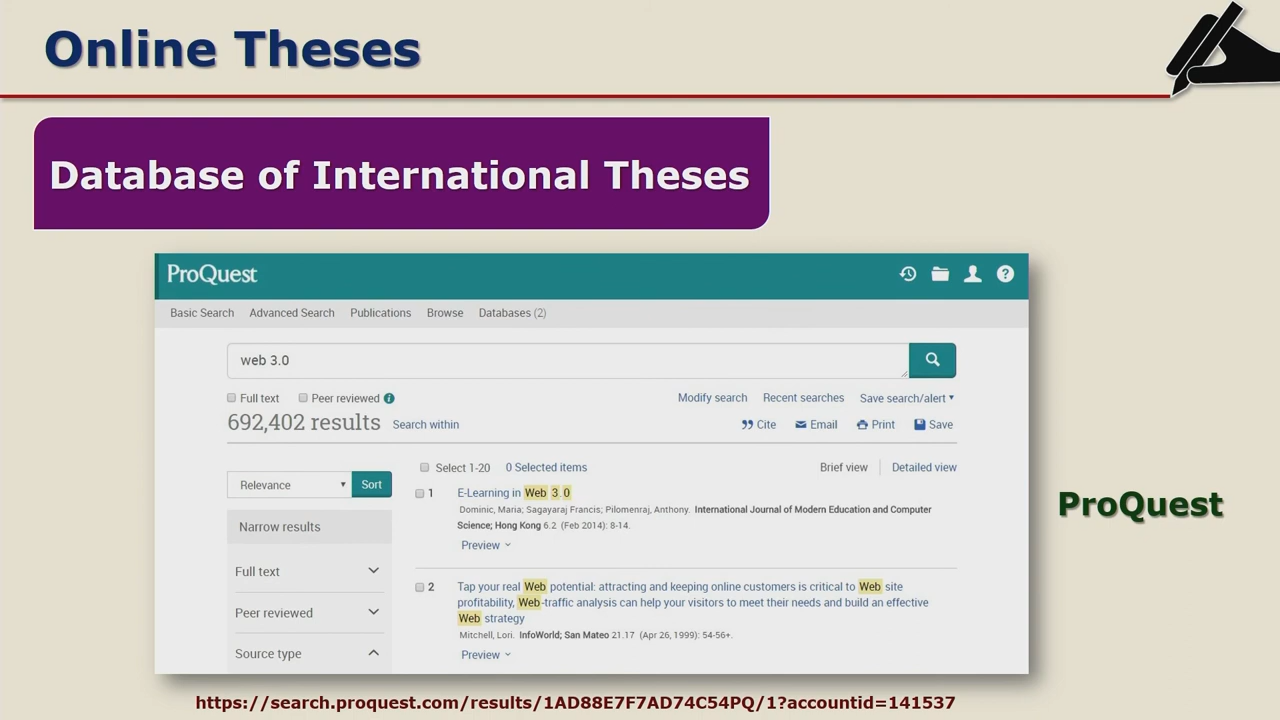 Online Theses
Database of International Theses
ProQuest
Basic Search Advanced Search Publications Browse Databases (2)
web 3.0
Full text Peer reviewed
Modify search Recent searches Save search/alert
692,402 results Search within
Cite Email Print Save
Select 1-20 0 Selected items
Brief view Detailed view
Relevance Sort
Narrow results
Full text
Peer reviewed
Source type
1 E-Learning in Web 3.0
Dominic, Maria; Sagayaraj Francis; Pilomenraj, Anthony. International Journal of Modern Education and Computer
Science; Hong Kong 6.2 (Feb 2014): 8-14.
Preview
2 Tap your real Web potential: attracting and keeping online customers is critical to Web site
profitability, Web-traffic analysis can help your visitors to meet their needs and build an effective
Web strategy
Mitchell, Lori. InfoWorld; San Mateo 21.17 (Apr 26, 1999): 54-56+.
Preview
ProQuest
https://search.proquest.com/results/1AD88E7F7AD74C54PQ/1?accountid=141537